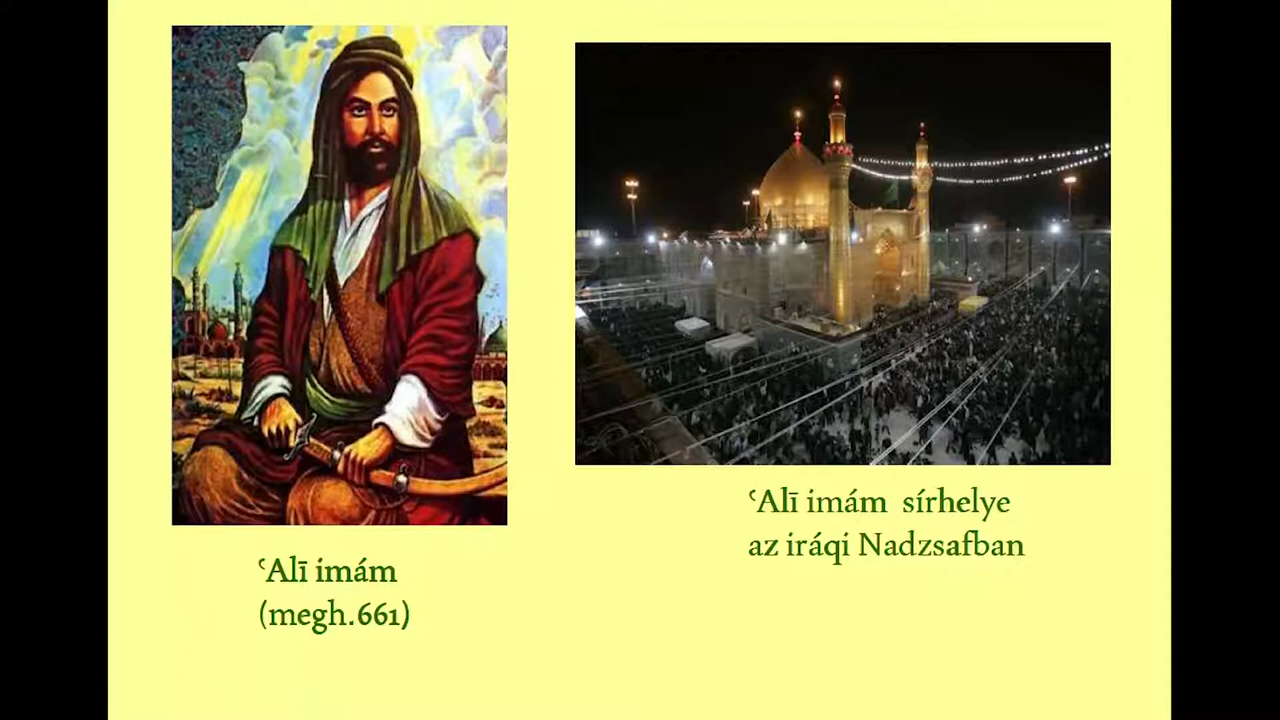 ʿAlī imám
(megh.661)
ʿAlī imám sírhelye
az iráqi Nadzsafban